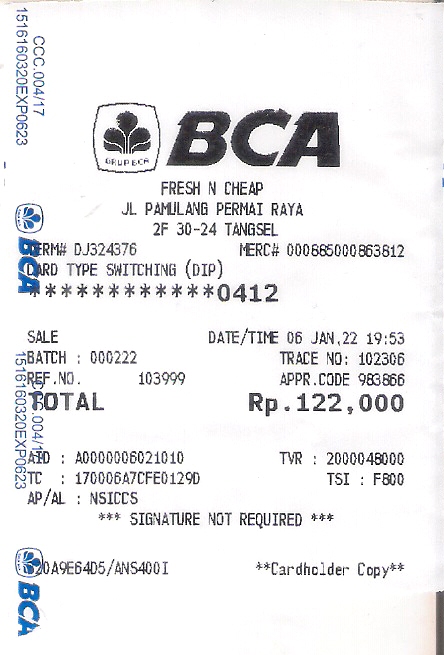 CCC.004/17
1516160320EXP0623
GRUP BCA
BCA
FRESH N CHEAP
JL PAMULANG PERMAI RAYA
2F 30-24 TANGSEL
TERM# DJ324376 MERC# 000885000863812
CARD TYPE SWITCHING (DIP)
************0412
BCA
SALE DATE/TIME 06 JAN,22 19:53
BATCH : 000222 TRACE NO: 102306
REF.NO. 103999 APPR.CODE 983866
TOTAL Rp.122,000
CCC.004/17
1516160320EXP0623
AID : A0000006021010 TVR : 2000048000
TC : 170006A7CFE0129D TSI : F800
AP/AL : NSICCS
*** SIGNATURE NOT REQUIRED ***
20A9E64D5/ANS400I **Cardholder Copy**
BCA